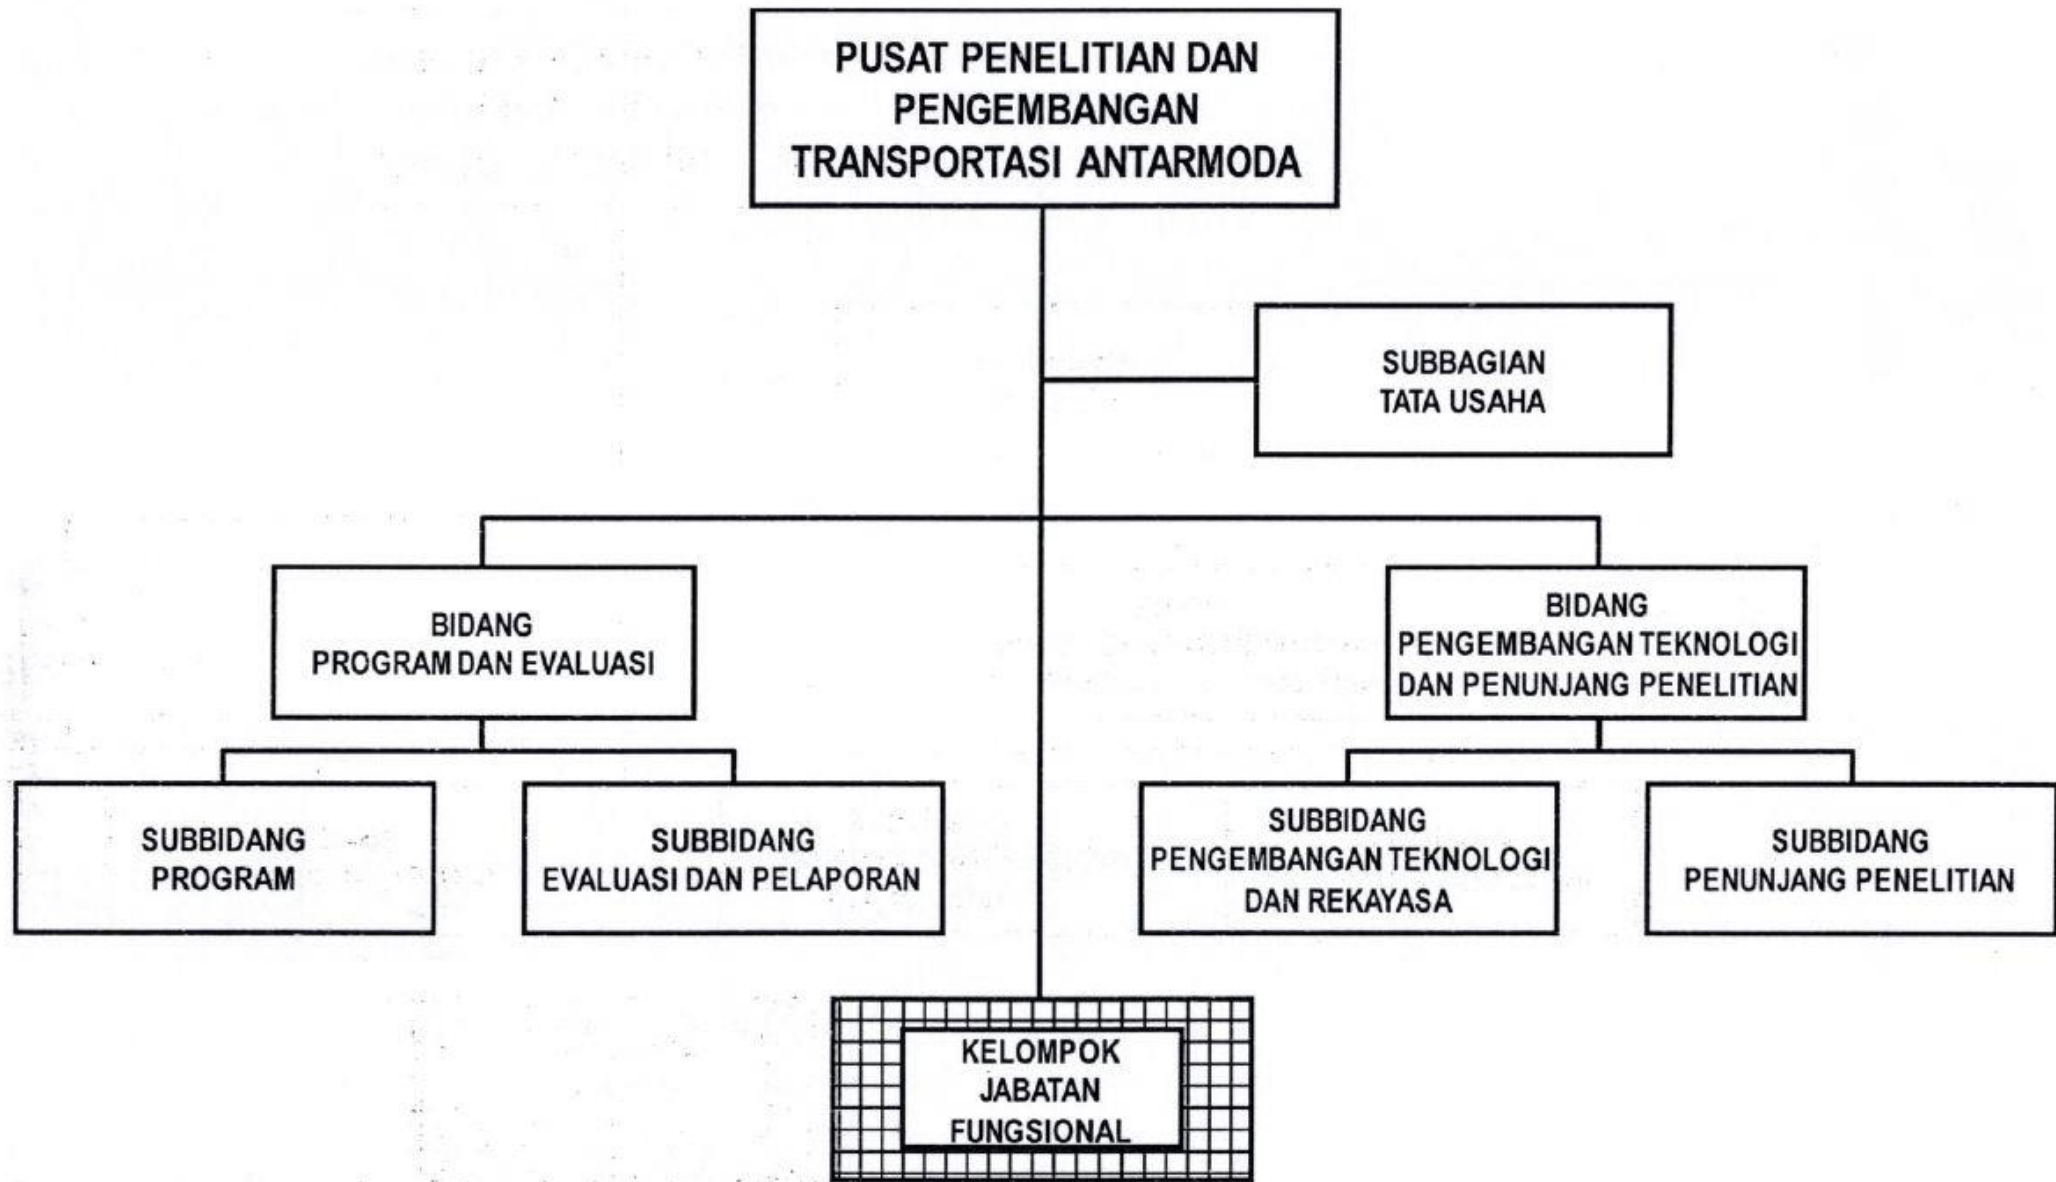 PUSAT PENELITIAN DAN
PENGEMBANGAN
TRANSPORTASI ANTARMODA
SUBBAGIAN
TATA USAHA
BIDANG
PROGRAM DAN EVALUASI
BIDANG
PENGEMBANGAN TEKNOLOGI
DAN PENUNJANG PENELITIAN
SUBBIDANG
PROGRAM
SUBBIDANG
EVALUASI DAN PELAPORAN
SUBBIDANG
PENGEMBANGAN TEKNOLOGI
DAN REKAYASA
SUBBIDANG
PENUNJANG PENELITIAN
KELOMPOK
JABATAN
FUNGSIONAL